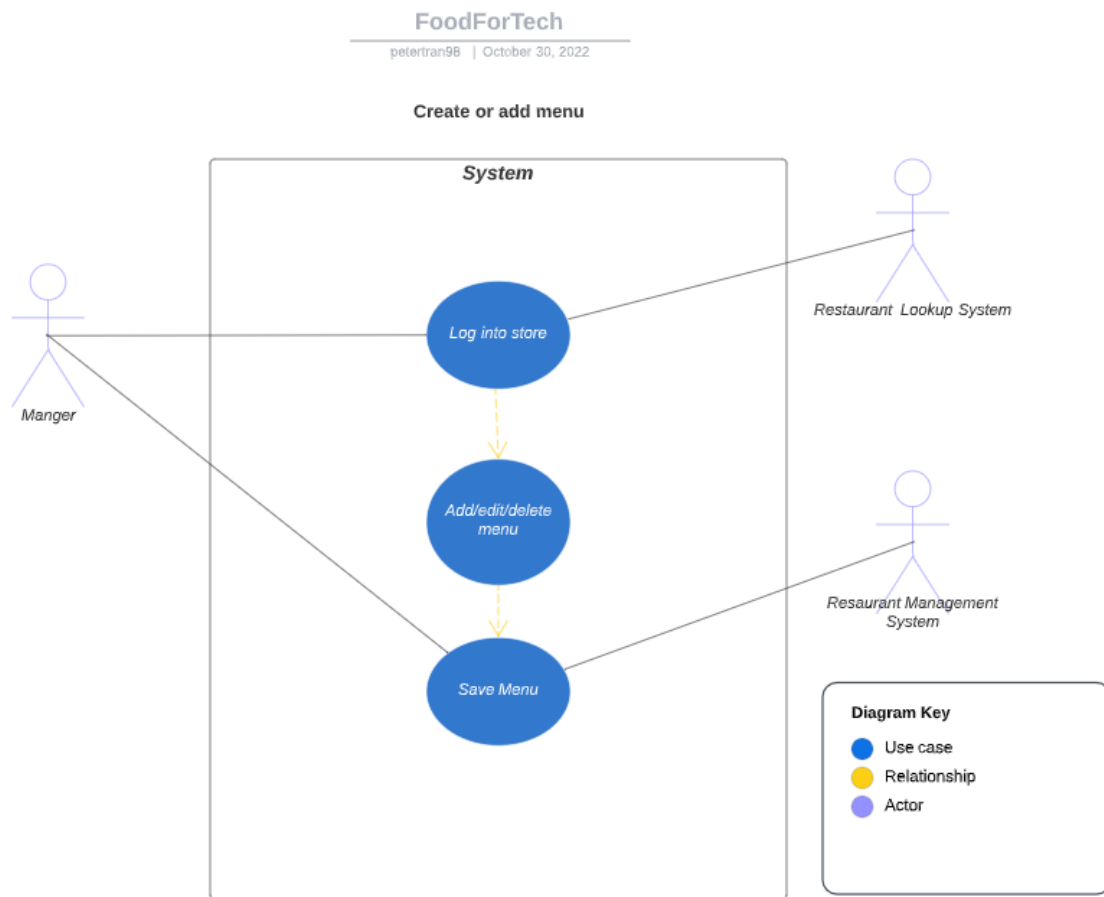 FoodForTech
petertran98 | October 30, 2022
Create or add menu
System
Log into store
Restaurant Lookup System
Manger
Add/edit/delete
menu
Resaurant Management
System
Save Menu
Diagram Key
Use case
Relationship
Actor